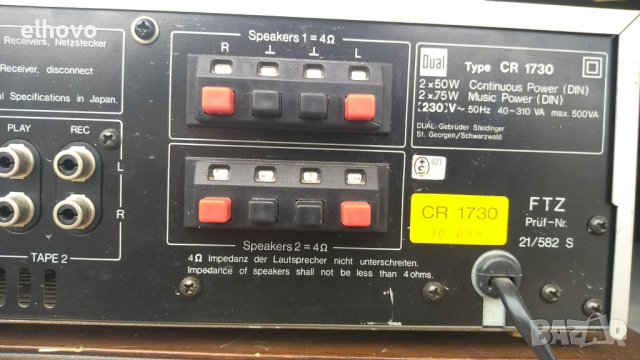 elhovo
Receivers, Netzstecker
Receiver, disconnect
Specifications in Japan.
PLAY REC
L
R
TAPE 2
Speakers 1 = 4Ω
R ⊥ ⊥ L
Speakers 2 = 4Ω
4Ω Impedanz der Lautsprecher nicht unterschreiten.
Impedance of speakers shall not be less than 4 ohms.
Dual Type CR 1730
2 x 50W Continuous Power (DIN)
2 x 75W Music Power (DIN)
230 V~ 50Hz 40-310 VA max. 500VA
DUAL Gebrüder Steidinger
St. Georgen/Schwarzwald
CR 1730
FTZ
Prüf-Nr.
21/582 S
BAZAR